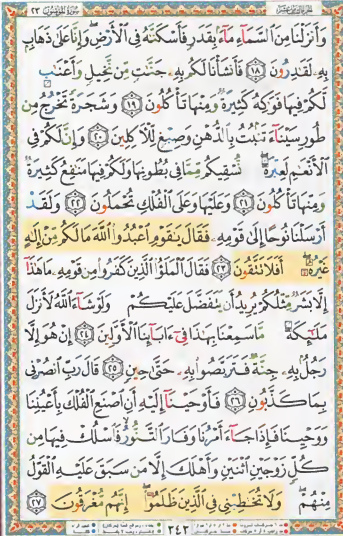 ٢٣
سورة المؤمنون
الجزء الثامن عشر
وَأَنزَلْنَا مِنَ ٱلسَّمَآءِ مَآءًۢ بِقَدَرٍ فَأَسْكَنَّٰهُ فِى ٱلْأَرْضِ ۖ وَإِنَّا عَلَىٰ ذَهَابٍۭ
بِهِۦ لَقَٰدِرُونَ ١٨ فَأَنشَأْنَا لَكُم بِهِۦ جَنَّٰتٍ مِّن نَّخِيلٍ وَأَعْنَٰبٍ
لَّكُمْ فِيهَا فَوَٰكِهُ كَثِيرَةٌ وَمِنْهَا تَأْكُلُونَ ١٩ وَشَجَرَةً تَخْرُجُ مِن
طُورِ سَيْنَآءَ تَنۢبُتُ بِٱلدُّهْنِ وَصِبْغٍ لِّلْـَٔاكِلِينَ ٢٠ وَإِنَّ لَكُمْ فِى
ٱلْأَنْعَٰمِ لَعِبْرَةً ۖ نُّسْقِيكُم مِّمَّا فِى بُطُونِهَا وَلَكُمْ فِيهَا مَنَٰفِعُ كَثِيرَةٌ
وَمِنْهَا تَأْكُلُونَ ٢١ وَعَلَيْهَا وَعَلَى ٱلْفُلْكِ تُحْمَلُونَ ٢٢ وَلَقَدْ
أَرْسَلْنَا نُوحًا إِلَىٰ قَوْمِهِۦ فَقَالَ يَٰقَوْمِ ٱعْبُدُوا۟ ٱللَّهَ مَا لَكُم مِّنْ إِلَٰهٍ
غَيْرُهُۥٓ ۖ أَفَلَا تَتَّقُونَ ٢٣ فَقَالَ ٱلْمَلَؤُا۟ ٱلَّذِينَ كَفَرُوا۟ مِن قَوْمِهِۦ مَا هَٰذَآ
إِلَّا بَشَرٌ مِّثْلُكُمْ يُرِيدُ أَن يَتَفَضَّلَ عَلَيْكُمْ وَلَوْ شَآءَ ٱللَّهُ لَأَنزَلَ
مَلَٰٓئِكَةً مَّا سَمِعْنَا بِهَٰذَا فِىٓ ءَابَآئِنَا ٱلْأَوَّلِينَ ٢٤ إِنْ هُوَ إِلَّا
رَجُلٌۢ بِهِۦ جِنَّةٌ فَتَرَبَّصُوا۟ بِهِۦ حَتَّىٰ حِينٍ ٢٥ قَالَ رَبِّ ٱنصُرْنِى
بِمَا كَذَّبُونِ ٢٦ فَأَوْحَيْنَآ إِلَيْهِ أَنِ ٱصْنَعِ ٱلْفُلْكَ بِأَعْيُنِنَا
وَوَحْيِنَا فَإِذَا جَآءَ أَمْرُنَا وَفَارَ ٱلتَّنُّورُ ۙ فَٱسْلُكْ فِيهَا مِن
كُلٍّ زَوْجَيْنِ ٱثْنَيْنِ وَأَهْلَكَ إِلَّا مَن سَبَقَ عَلَيْهِ ٱلْقَوْلُ
مِنْهُمْ ۖ وَلَا تُخَٰطِبْنِى فِى ٱلَّذِينَ ظَلَمُوٓا۟ ۖ إِنَّهُم مُّغْرَقُونَ ٢٧
٣٤٣